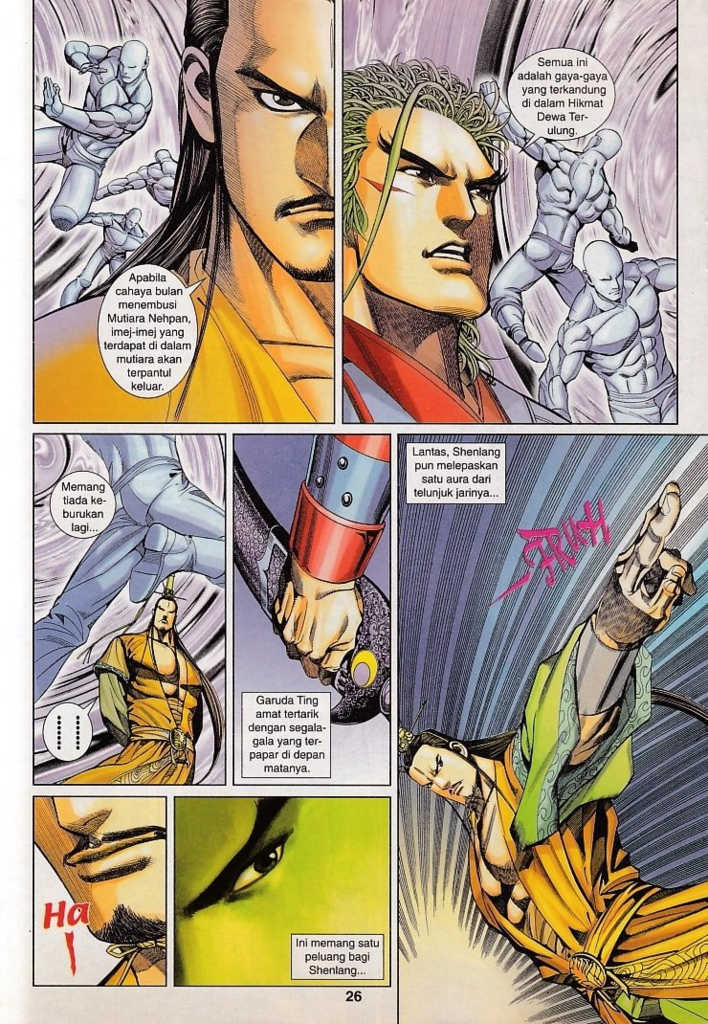 Apabila
cahaya bulan
menembusi
Mutiara Nehpan,
imej-imej yang
terdapat di dalam
mutiara akan
terpantul
keluar.
Semua ini
adalah gaya-gaya
yang terkandung
di dalam Hikmat
Dewa Ter-
ulung.
Memang
tiada ke-
burukan
lagi...
!!
Garuda Ting
amat tertarik
dengan segala-
gala yang ter-
papar di depan
matanya.
Lantas, Shenlang
pun melepaskan
satu aura dari
telunjuk jarinya...
SHRUHH
Ha
!
Ini memang satu
peluang bagi
Shenlang...
26